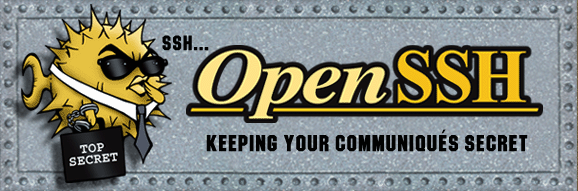 SSH...
OpenSSH
KEEPING YOUR COMMUNIQUÉS SECRET
TOP
SECRET